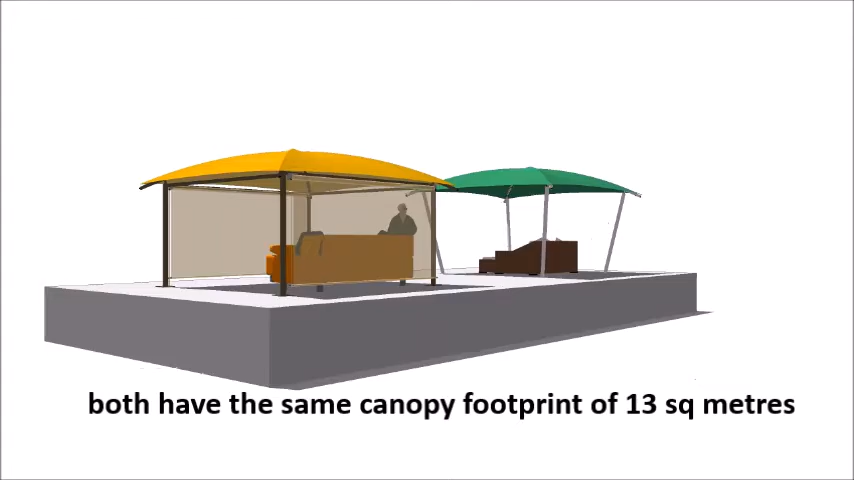 both have the same canopy footprint of 13 sq metres